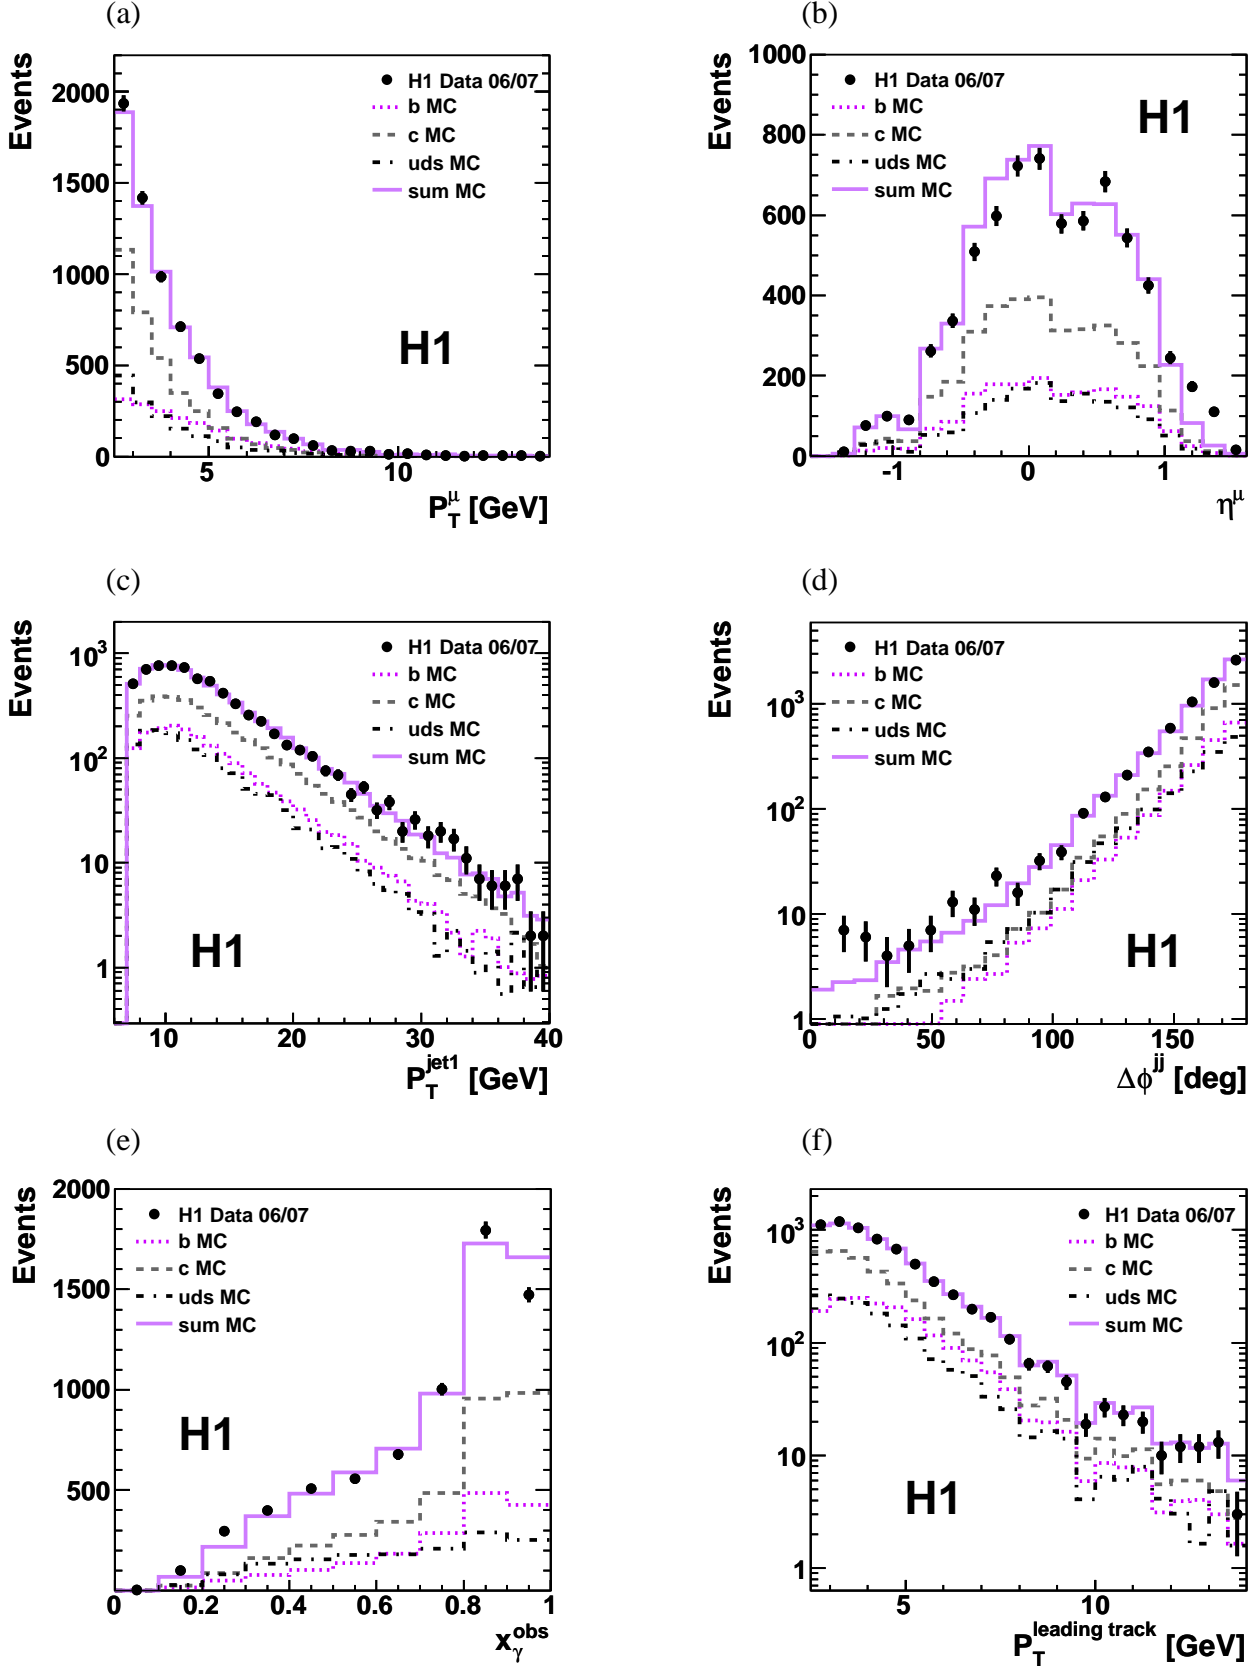 (a)
Events
2000
1500
1000
500
0
5
10
H1 Data 06/07
b MC
c MC
uds MC
sum MC
H1
P_T^μ [GeV]
(b)
Events
1000
800
600
400
200
0
-1
0
1
H1 Data 06/07
b MC
c MC
uds MC
sum MC
H1
η^μ
(c)
Events
10^3
10^2
10
1
10
20
30
40
H1 Data 06/07
b MC
c MC
uds MC
sum MC
H1
P_T^jet1 [GeV]
(d)
Events
10^3
10^2
10
1
0
50
100
150
H1 Data 06/07
b MC
c MC
uds MC
sum MC
H1
Δϕ^jj [deg]
(e)
Events
2000
1500
1000
500
0
0
0.2
0.4
0.6
0.8
1
H1 Data 06/07
b MC
c MC
uds MC
sum MC
H1
x_γ^obs
(f)
Events
10^3
10^2
10
1
5
10
H1 Data 06/07
b MC
c MC
uds MC
sum MC
H1
P_T^leading track [GeV]